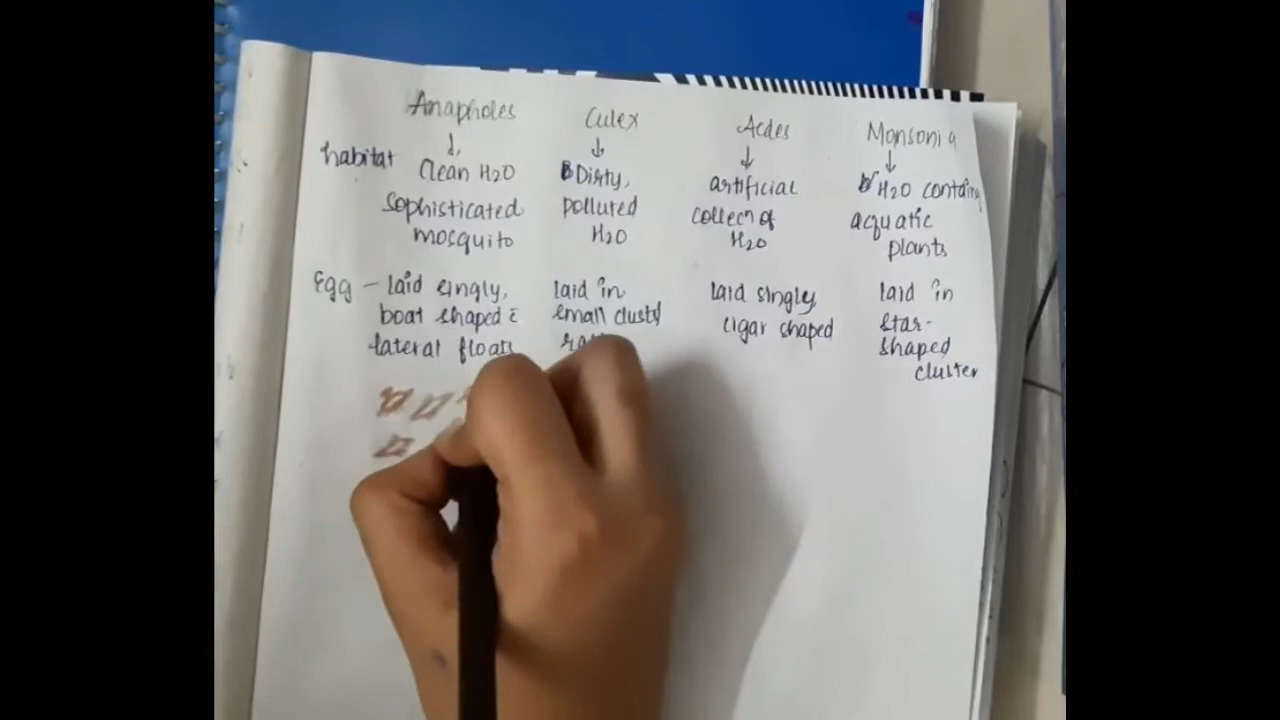 Anapholes Culex Aedes Monsonia
habitat Clean H2O Dirty, artificial H2O containing
sophisticated polluted collecn of aquatic
mosquito H2O H2O plants
Egg – laid singly, laid in laid singly, laid in
boat shaped c̄ small clusters/ cigar shaped star-
lateral floats shaped
cluster